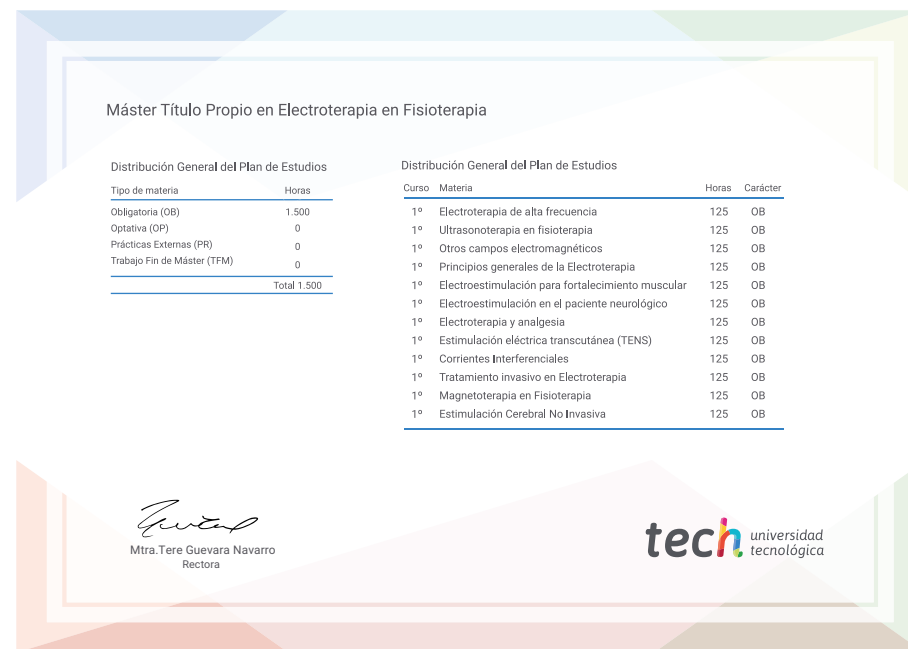 Máster Título Propio en Electroterapia en Fisioterapia
Distribución General del Plan de Estudios
Tipo de materia Horas
Obligatoria (OB) 1.500
Optativa (OP) 0
Prácticas Externas (PR) 0
Trabajo Fin de Máster (TFM) 0
Total 1.500
Distribución General del Plan de Estudios
Curso Materia Horas Carácter
1º Electroterapia de alta frecuencia 125 OB
1º Ultrasonoterapia en fisioterapia 125 OB
1º Otros campos electromagnéticos 125 OB
1º Principios generales de la Electroterapia 125 OB
1º Electroestimulación para fortalecimiento muscular 125 OB
1º Electroestimulación en el paciente neurológico 125 OB
1º Electroterapia y analgesia 125 OB
1º Estimulación eléctrica transcutánea (TENS) 125 OB
1º Corrientes Interferenciales 125 OB
1º Tratamiento invasivo en Electroterapia 125 OB
1º Magnetoterapia en Fisioterapia 125 OB
1º Estimulación Cerebral No Invasiva 125 OB
Mtra.Tere Guevara Navarro
Rectora
tech universidad
tecnológica